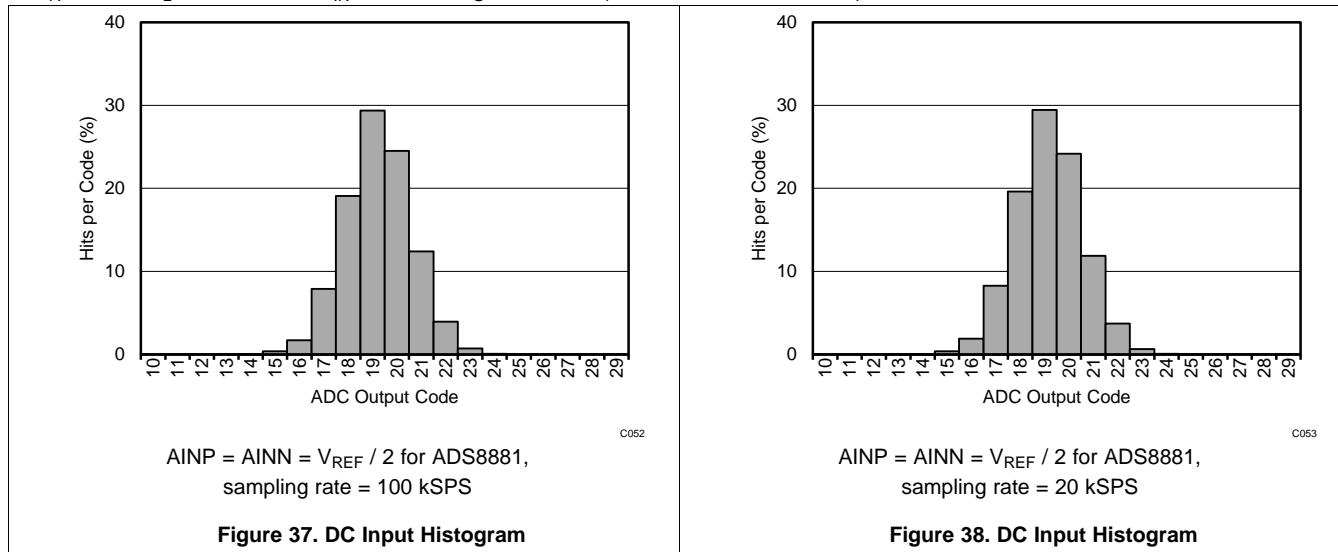 40
30
20
10
0
Hits per Code (%)
10 11 12 13 14 15 16 17 18 19 20 21 22 23 24 25 26 27 28 29
ADC Output Code
C052
AINP = AINN = VREF / 2 for ADS8881,
sampling rate = 100 kSPS
Figure 37. DC Input Histogram
40
30
20
10
0
Hits per Code (%)
10 11 12 13 14 15 16 17 18 19 20 21 22 23 24 25 26 27 28 29
ADC Output Code
C053
AINP = AINN = VREF / 2 for ADS8881,
sampling rate = 20 kSPS
Figure 38. DC Input Histogram